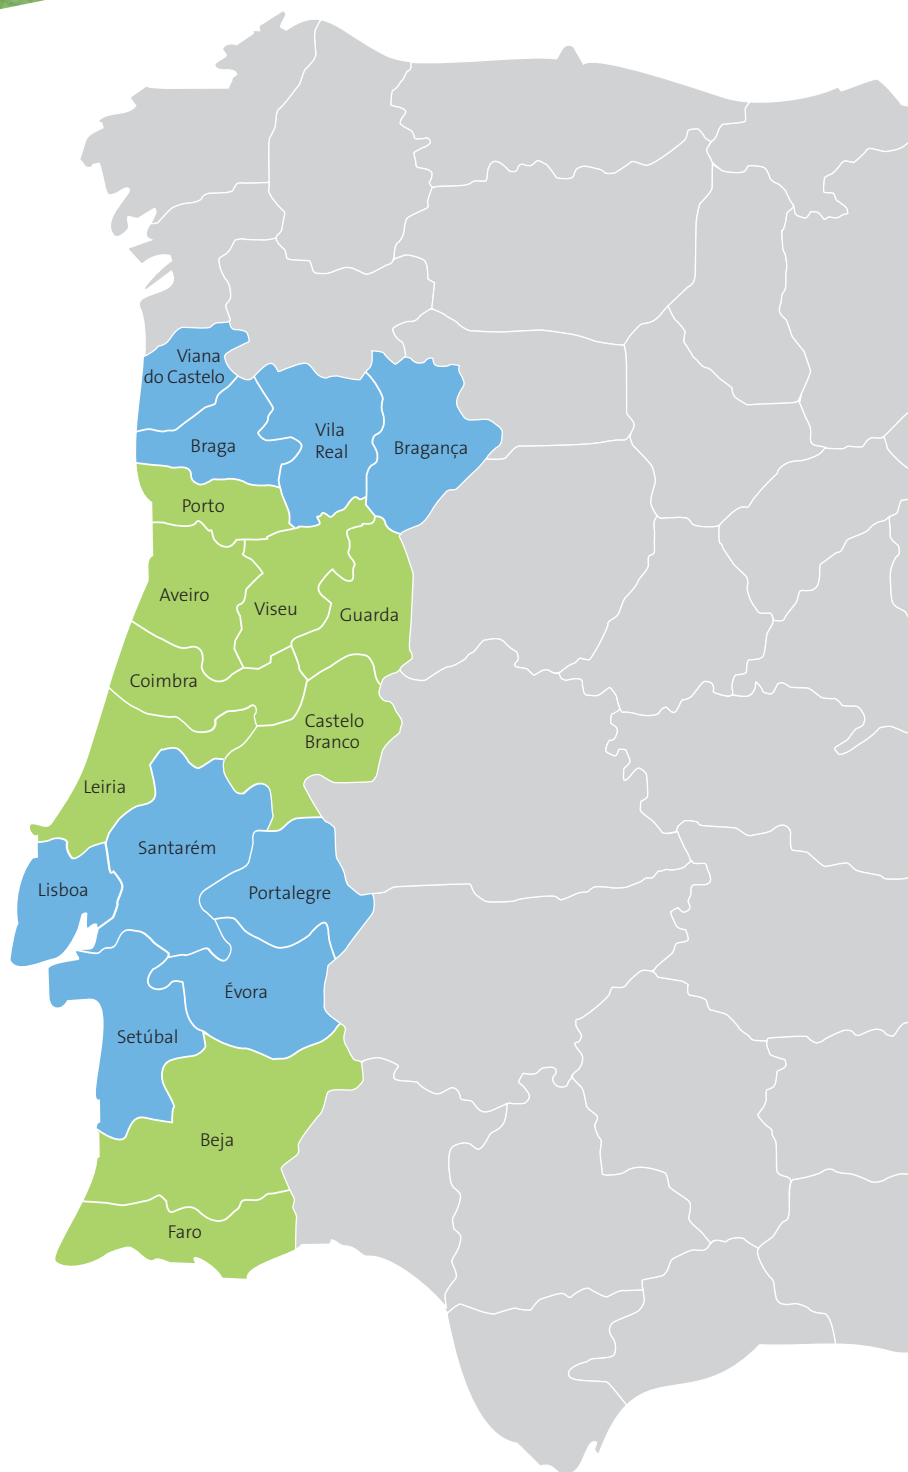 Viana
do Castelo
Braga
Vila
Real
Bragança
Porto
Aveiro
Viseu
Guarda
Coimbra
Castelo
Branco
Leiria
Santarém
Lisboa
Portalegre
Évora
Setúbal
Beja
Faro